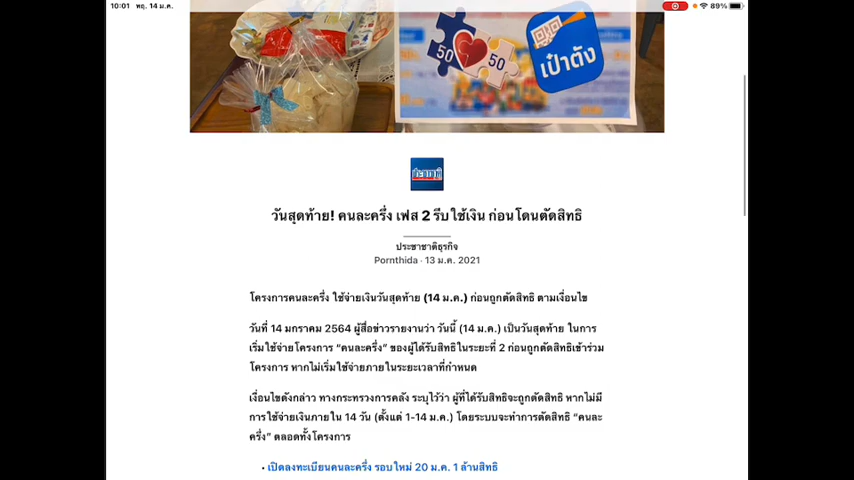 10:01 พฤ. 14 ม.ค.
89%
50
50
เป๋าตัง
ประชาชาติ
วันสุดท้าย! คนละครึ่ง เฟส 2 รีบใช้เงิน ก่อนโดนตัดสิทธิ
ประชาชาติธุรกิจ
Pornthida · 13 ม.ค. 2021
โครงการคนละครึ่ง ใช้จ่ายเงินวันสุดท้าย (14 ม.ค.) ก่อนถูกตัดสิทธิ ตามเงื่อนไข
วันที่ 14 มกราคม 2564 ผู้สื่อข่าวรายงานว่า วันนี้ (14 ม.ค.) เป็นวันสุดท้าย ในการ
เริ่มใช้จ่ายโครงการ “คนละครึ่ง” ของผู้ได้รับสิทธิในระยะที่ 2 ก่อนถูกตัดสิทธิเข้าร่วม
โครงการ หากไม่เริ่มใช้จ่ายภายในระยะเวลาที่กำหนด
เงื่อนไขดังกล่าว ทางกระทรวงการคลัง ระบุไว้ว่า ผู้ที่ได้รับสิทธิจะถูกตัดสิทธิ หากไม่มี
การใช้จ่ายเงินภายใน 14 วัน (ตั้งแต่ 1-14 ม.ค.) โดยระบบจะทำการตัดสิทธิ “คนละ
ครึ่ง” ตลอดทั้งโครงการ
• เปิดลงทะเบียนคนละครึ่ง รอบใหม่ 20 ม.ค. 1 ล้านสิทธิ